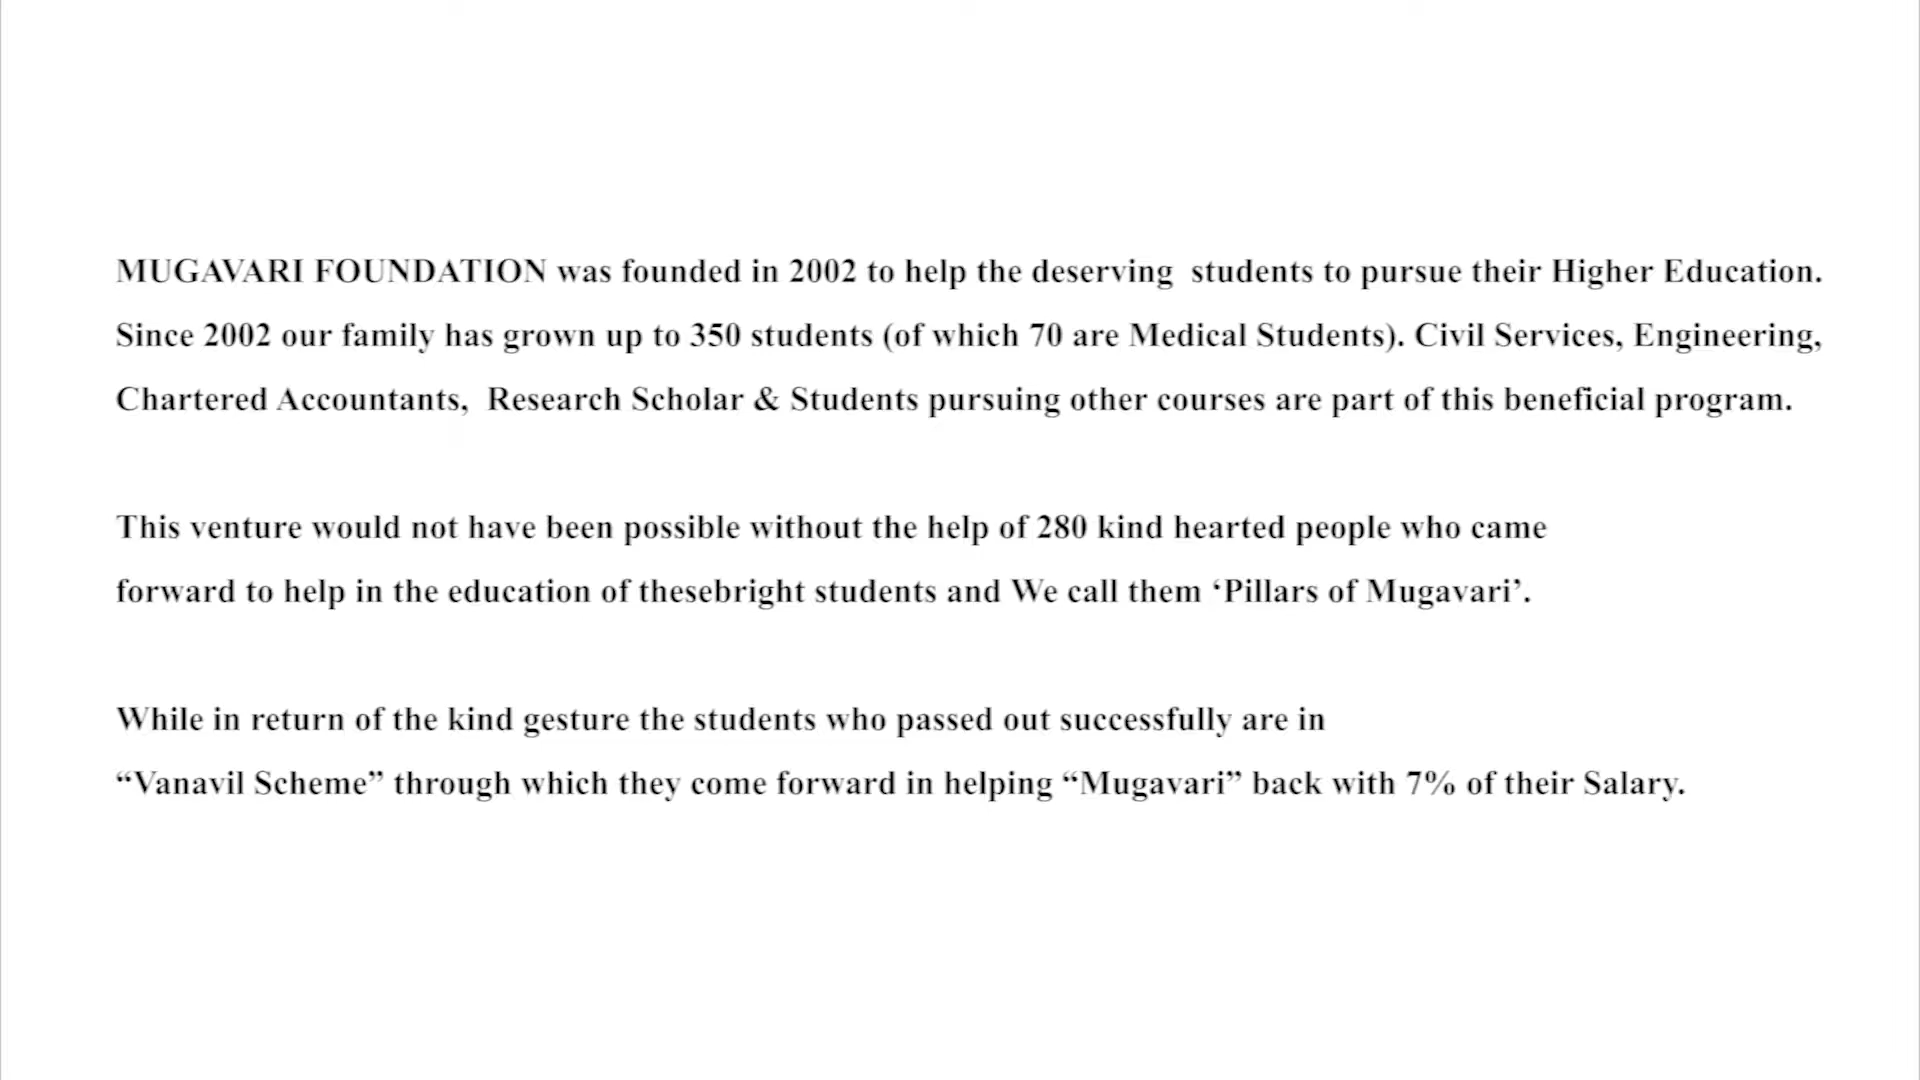 MUGAVARI FOUNDATION was founded in 2002 to help the deserving  students to pursue their Higher Education.
Since 2002 our family has grown up to 350 students (of which 70 are Medical Students). Civil Services, Engineering,
Chartered Accountants,  Research Scholar & Students pursuing other courses are part of this beneficial program.
This venture would not have been possible without the help of 280 kind hearted people who came
forward to help in the education of thesebright students and We call them ‘Pillars of Mugavari’.
While in return of the kind gesture the students who passed out successfully are in
“Vanavil Scheme” through which they come forward in helping “Mugavari” back with 7% of their Salary.